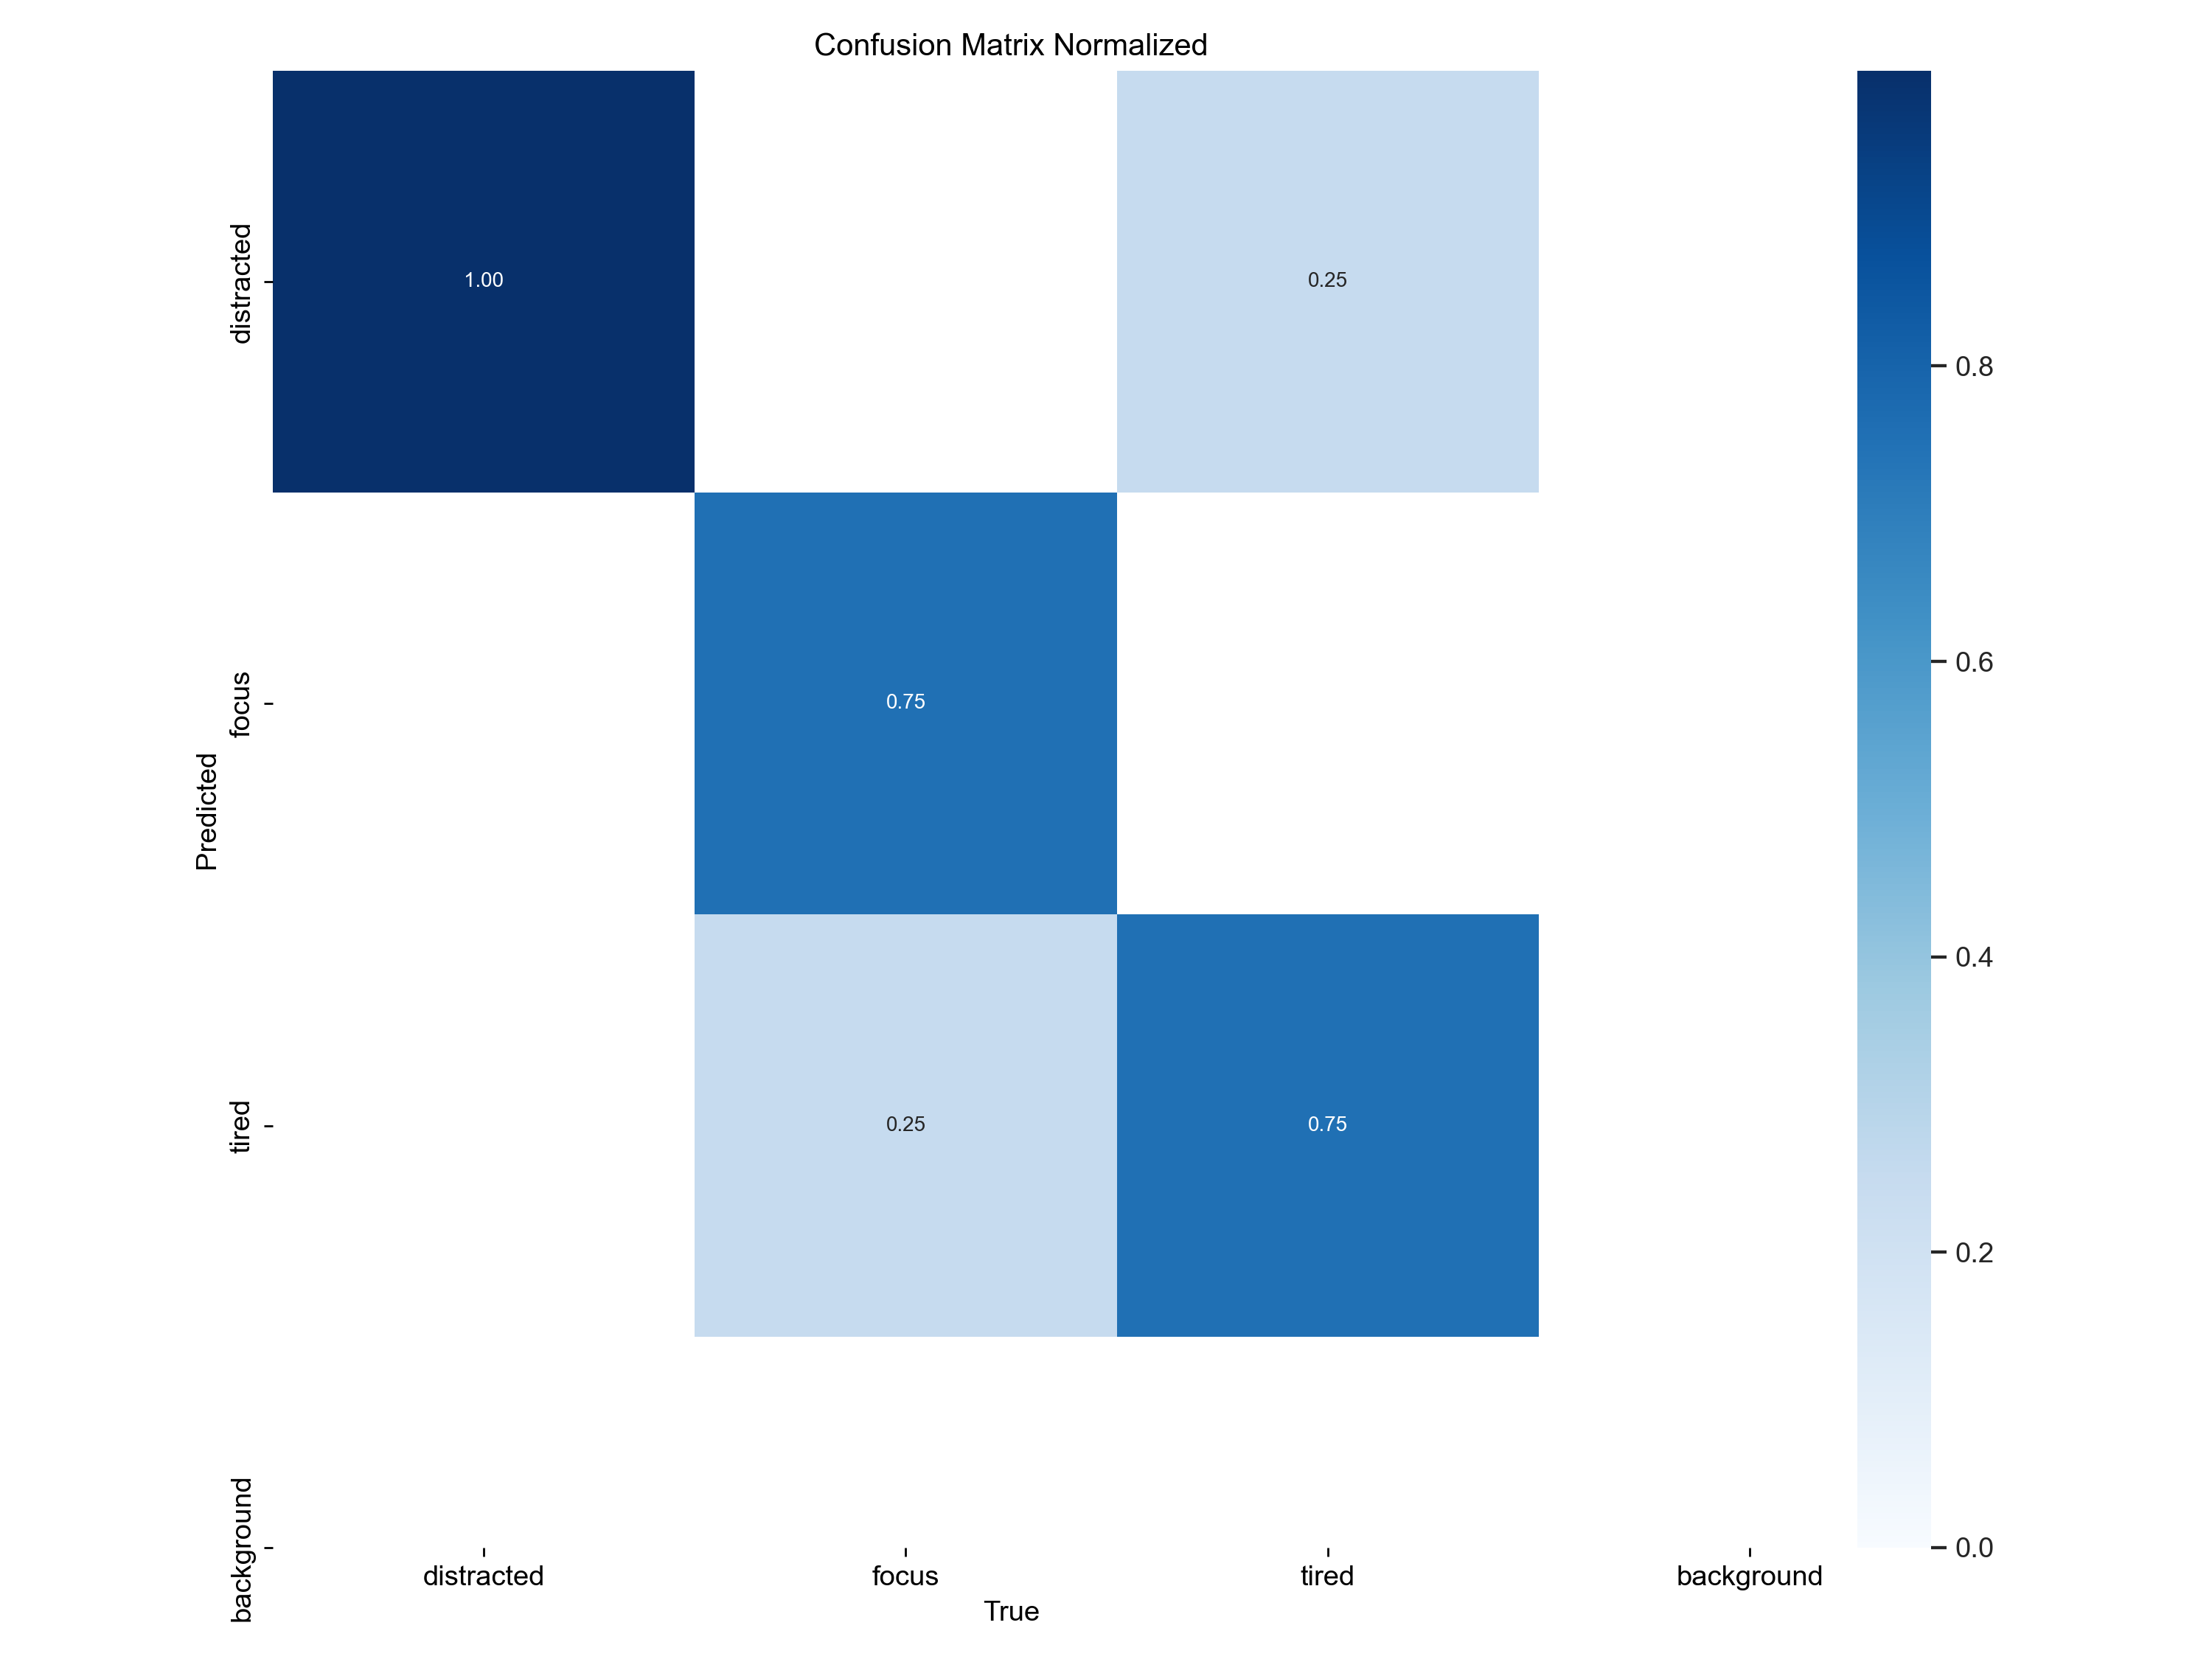 Confusion Matrix Normalized
distracted
1.00
0.25
0.8
focus
0.75
0.6
Predicted
0.4
tired
0.25
0.75
0.2
background
0.0
distracted
focus
tired
background
True